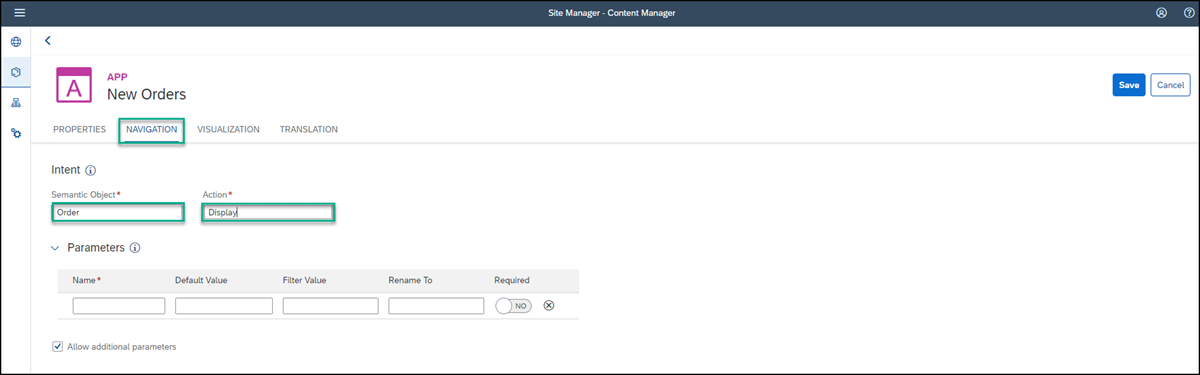 Site Manager - Content Manager
A
APP
New Orders
Save
Cancel
PROPERTIES
NAVIGATION
VISUALIZATION
TRANSLATION
Intent
Semantic Object*
Action*
Order
Display
Parameters
Name*
Default Value
Filter Value
Rename To
Required
NO
Allow additional parameters